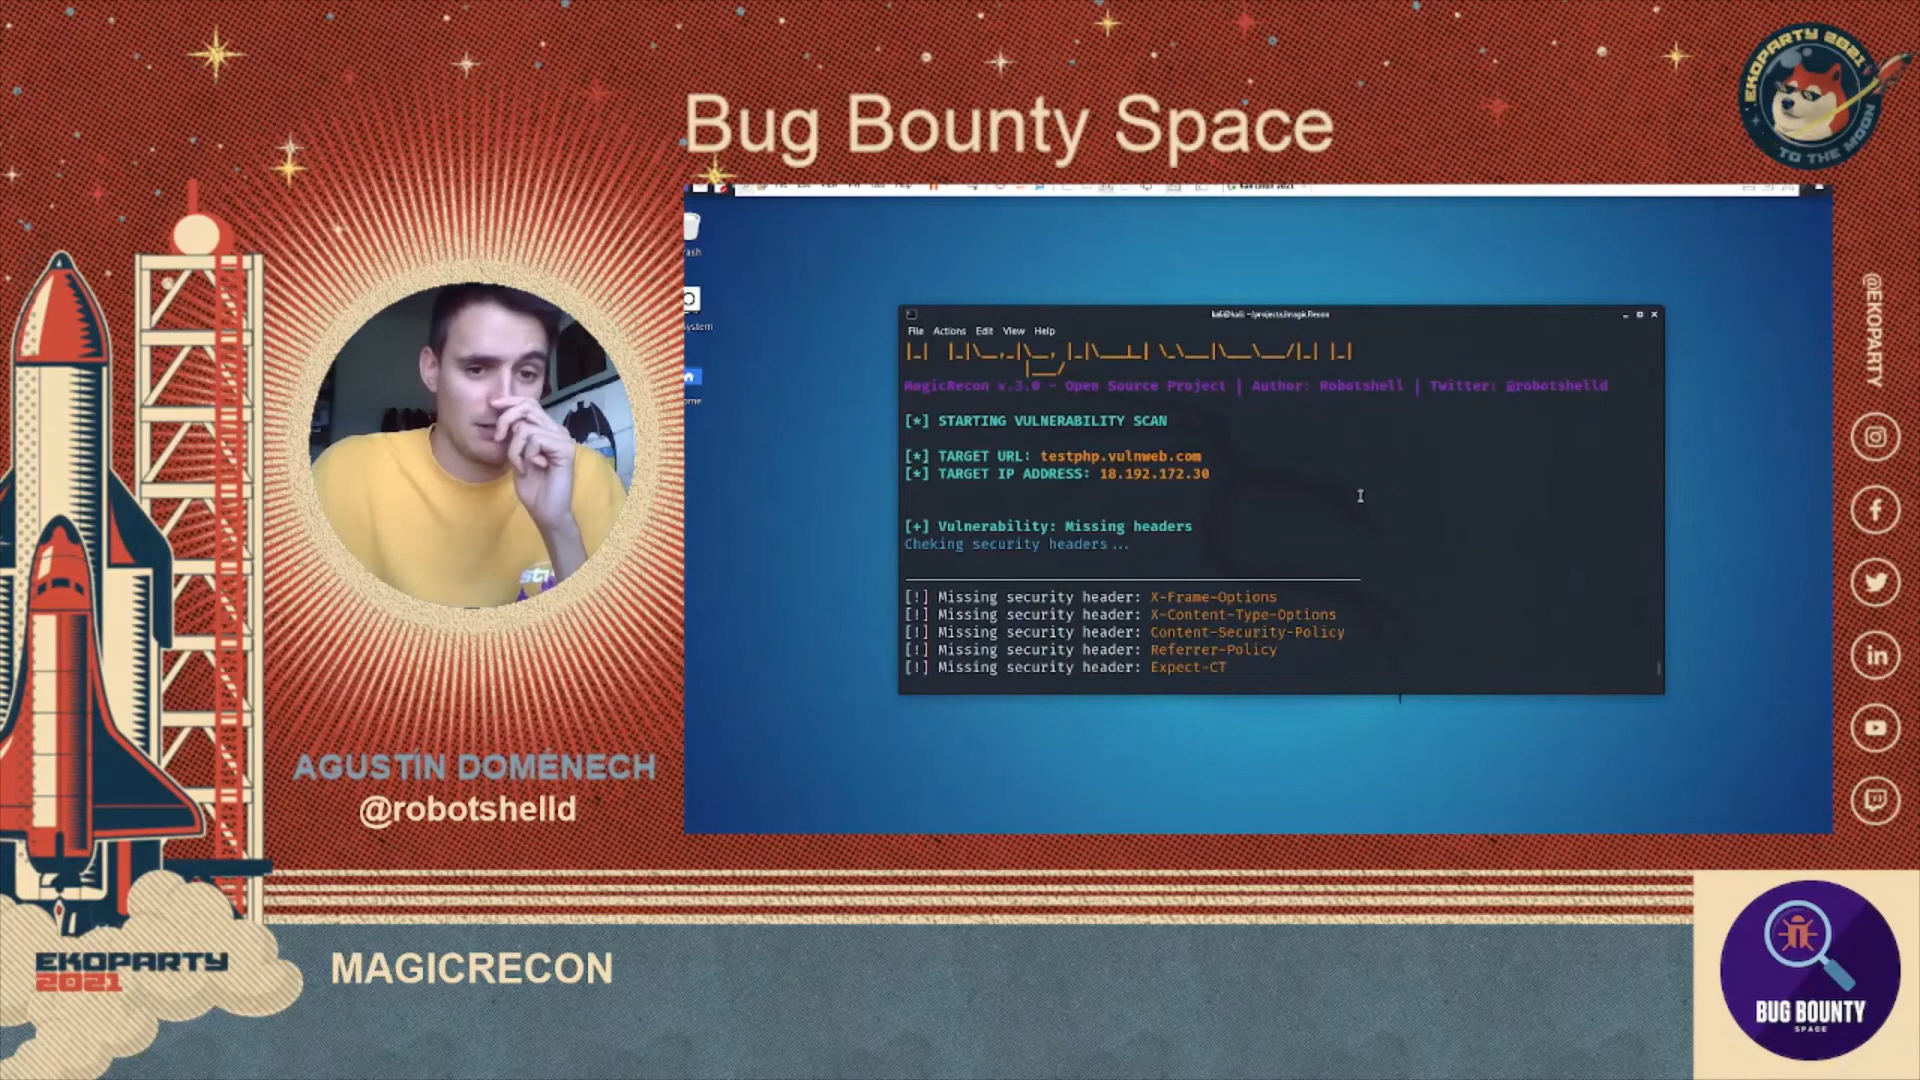 Bug Bounty Space
EKOPARTY 2021
TO THE MOON
@EKOPARTY
kali@kali: ~/projects/magicRecon
File Actions Edit View Help
MagicRecon v.3.0 - Open Source Project | Author: Robotshell | Twitter: @robotshelld
[*] STARTING VULNERABILITY SCAN
[*] TARGET URL: testphp.vulnweb.com
[*] TARGET IP ADDRESS: 18.192.172.30
[+] Vulnerability: Missing headers
Cheking security headers...
[!] Missing security header: X-Frame-Options
[!] Missing security header: X-Content-Type-Options
[!] Missing security header: Content-Security-Policy
[!] Missing security header: Referrer-Policy
[!] Missing security header: Expect-CT
AGUSTÍN DOMÉNECH
@robotshelld
EKOPARTY
2021
MAGICRECON
BUG BOUNTY
SPACE